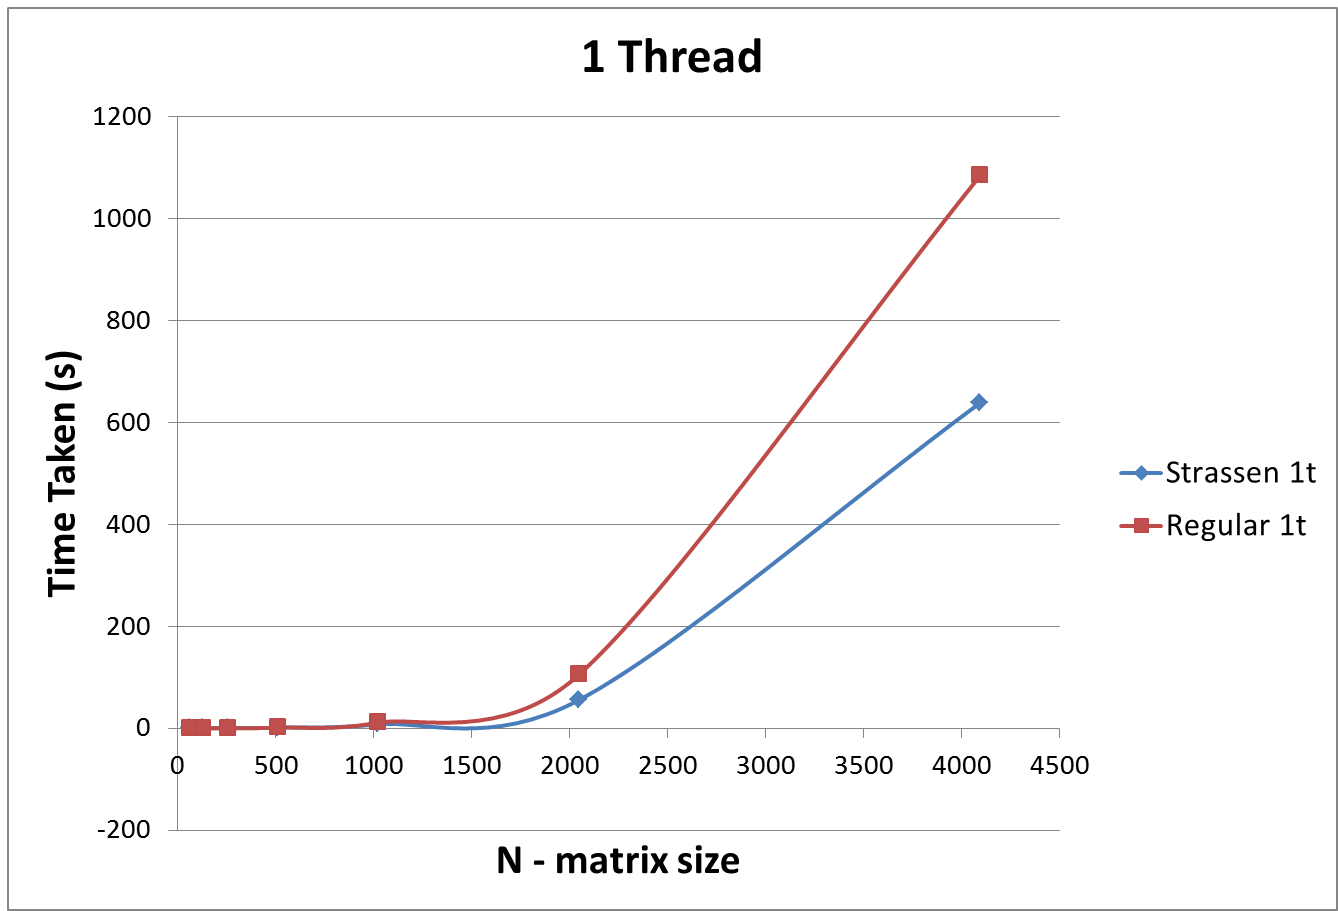 1 Thread
1200
1000
800
600
400
200
0
-200
Time Taken (s)
0 500 1000 1500 2000 2500 3000 3500 4000 4500
N - matrix size
Strassen 1t
Regular 1t